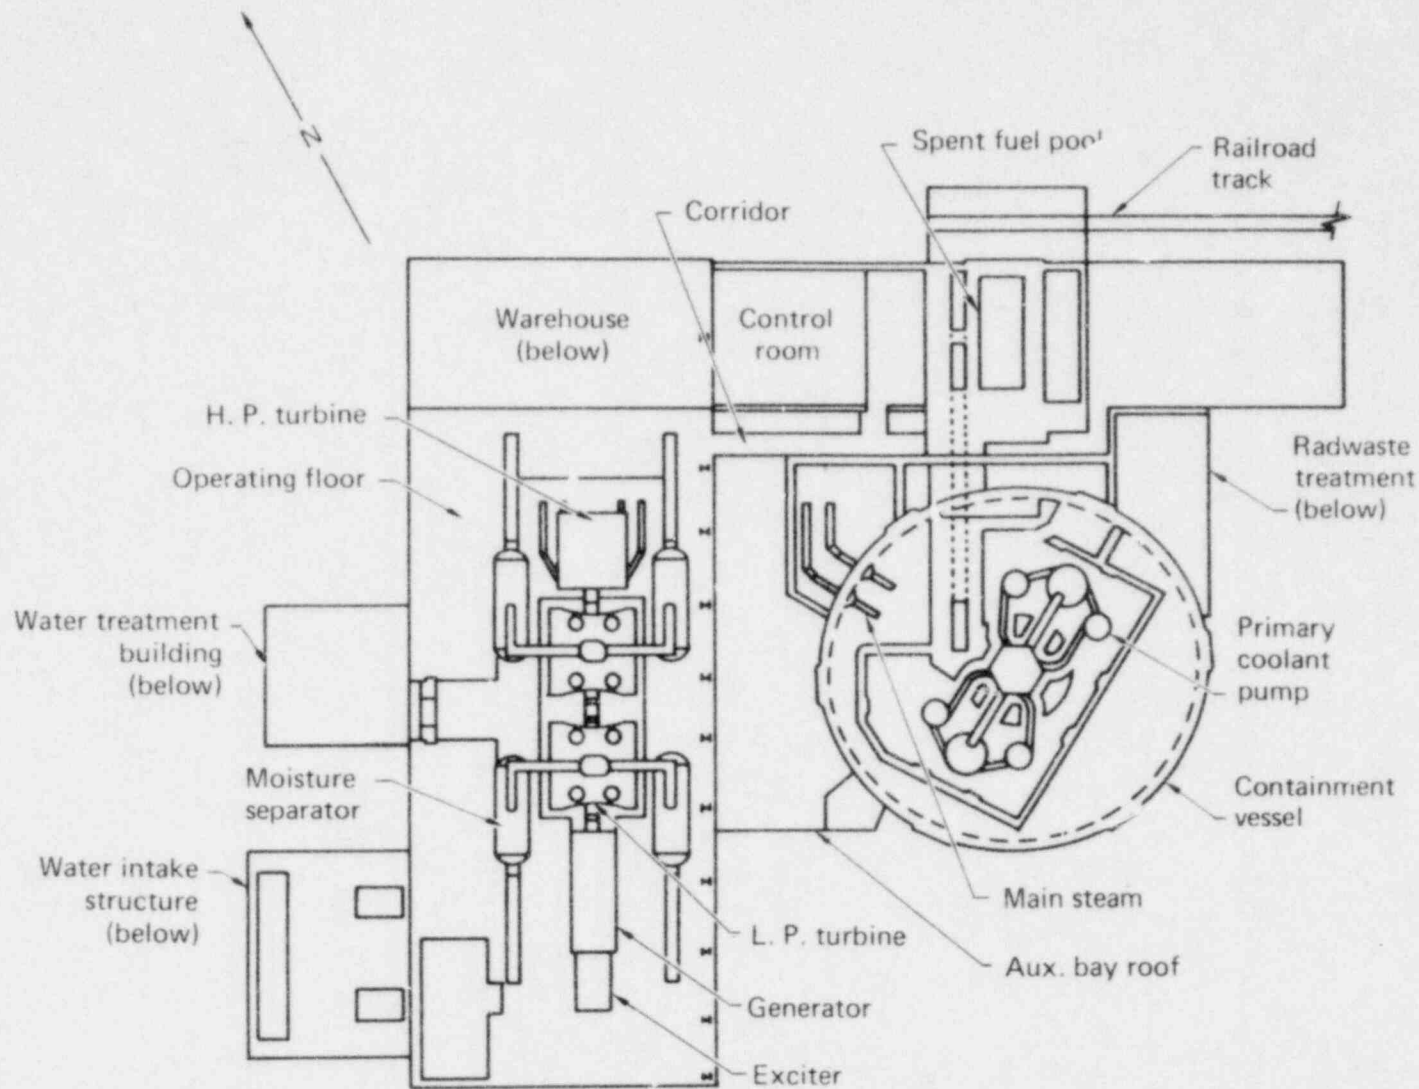 N
Spent fuel pool
Railroad
track
Corridor
Warehouse
(below)
Control
room
H. P. turbine
Operating floor
Radwaste
treatment
(below)
Water treatment
building
(below)
Primary
coolant
pump
Moisture
separator
Containment
vessel
Water intake
structure
(below)
Main steam
L. P. turbine
Aux. bay roof
Generator
Exciter